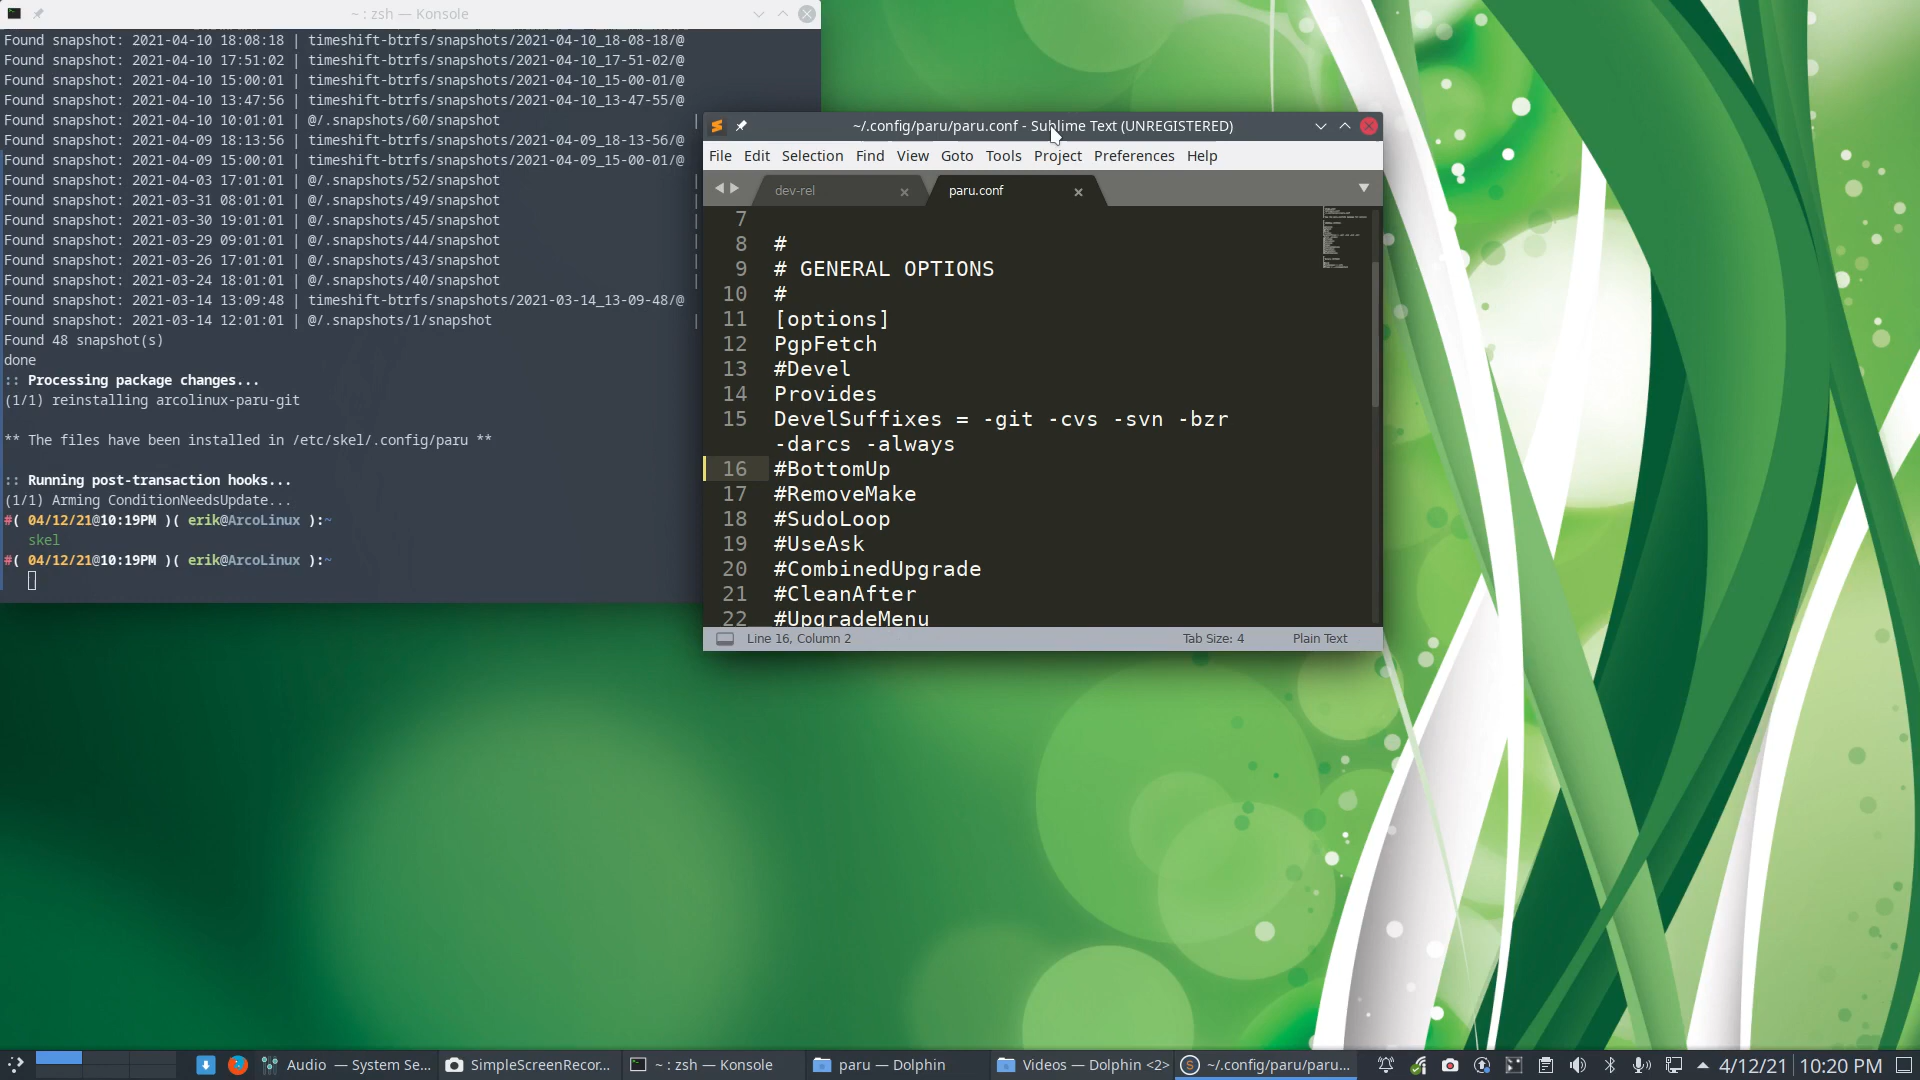 ~ : zsh — Konsole
Found snapshot: 2021-04-10 18:08:18 | timeshift-btrfs/snapshots/2021-04-10_18-08-18/@
Found snapshot: 2021-04-10 17:51:02 | timeshift-btrfs/snapshots/2021-04-10_17-51-02/@
Found snapshot: 2021-04-10 15:00:01 | timeshift-btrfs/snapshots/2021-04-10_15-00-01/@
Found snapshot: 2021-04-10 13:47:56 | timeshift-btrfs/snapshots/2021-04-10_13-47-55/@
Found snapshot: 2021-04-10 10:01:01 | @/.snapshots/60/snapshot |
Found snapshot: 2021-04-09 18:13:56 | timeshift-btrfs/snapshots/2021-04-09_18-13-56/@
Found snapshot: 2021-04-09 15:00:01 | timeshift-btrfs/snapshots/2021-04-09_15-00-01/@
Found snapshot: 2021-04-03 17:01:01 | @/.snapshots/52/snapshot |
Found snapshot: 2021-03-31 08:01:01 | @/.snapshots/49/snapshot |
Found snapshot: 2021-03-30 19:01:01 | @/.snapshots/45/snapshot |
Found snapshot: 2021-03-29 09:01:01 | @/.snapshots/44/snapshot |
Found snapshot: 2021-03-26 17:01:01 | @/.snapshots/43/snapshot |
Found snapshot: 2021-03-24 18:01:01 | @/.snapshots/40/snapshot |
Found snapshot: 2021-03-14 13:09:48 | timeshift-btrfs/snapshots/2021-03-14_13-09-48/@
Found snapshot: 2021-03-14 12:01:01 | @/.snapshots/1/snapshot |
Found 48 snapshot(s)
done
:: Processing package changes...
(1/1) reinstalling arcolinux-paru-git
** The files have been installed in /etc/skel/.config/paru **
:: Running post-transaction hooks...
(1/1) Arming ConditionNeedsUpdate...
#( 04/12/21@10:19PM )( erik@ArcoLinux ):~
skel
#( 04/12/21@10:19PM )( erik@ArcoLinux ):~
~/.config/paru/paru.conf - Sublime Text (UNREGISTERED)
File Edit Selection Find View Goto Tools Project Preferences Help
dev-rel paru.conf
7
8 #
9 # GENERAL OPTIONS
10 #
11 [options]
12 PgpFetch
13 #Devel
14 Provides
15 DevelSuffixes = -git -cvs -svn -bzr
-darcs -always
16 #BottomUp
17 #RemoveMake
18 #SudoLoop
19 #UseAsk
20 #CombinedUpgrade
21 #CleanAfter
22 #UpgradeMenu
Line 16, Column 2 Tab Size: 4 Plain Text
Audio — System Se... SimpleScreenRecor... ~ : zsh — Konsole paru — Dolphin Videos — Dolphin <2> ~/.config/paru/paru... 4/12/21 10:20 PM